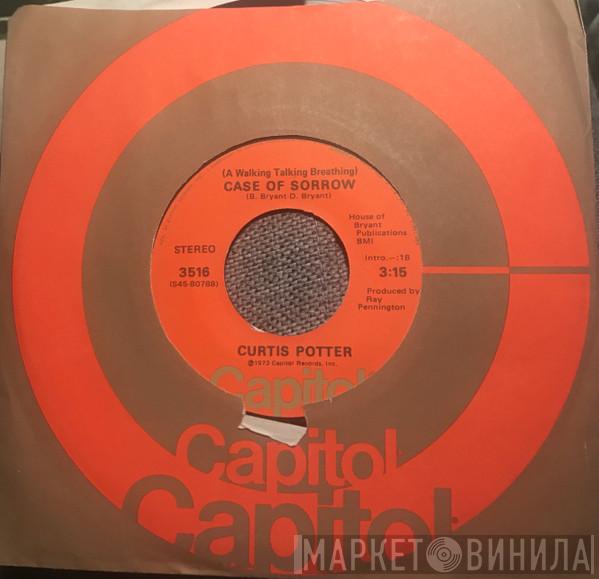 (A Walking Talking Breathing)
CASE OF SORROW
(B. Bryant-D. Bryant)
House of
Bryant
Publications
BMI
STEREO
intro.—:18
3516
3:15
(S45-80788)
Produced by
Ray
Pennington
CURTIS POTTER
℗1973 Capitol Records, Inc.
Capitol
Capitol
Capitol
МАРКЕТ ВИНИЛА